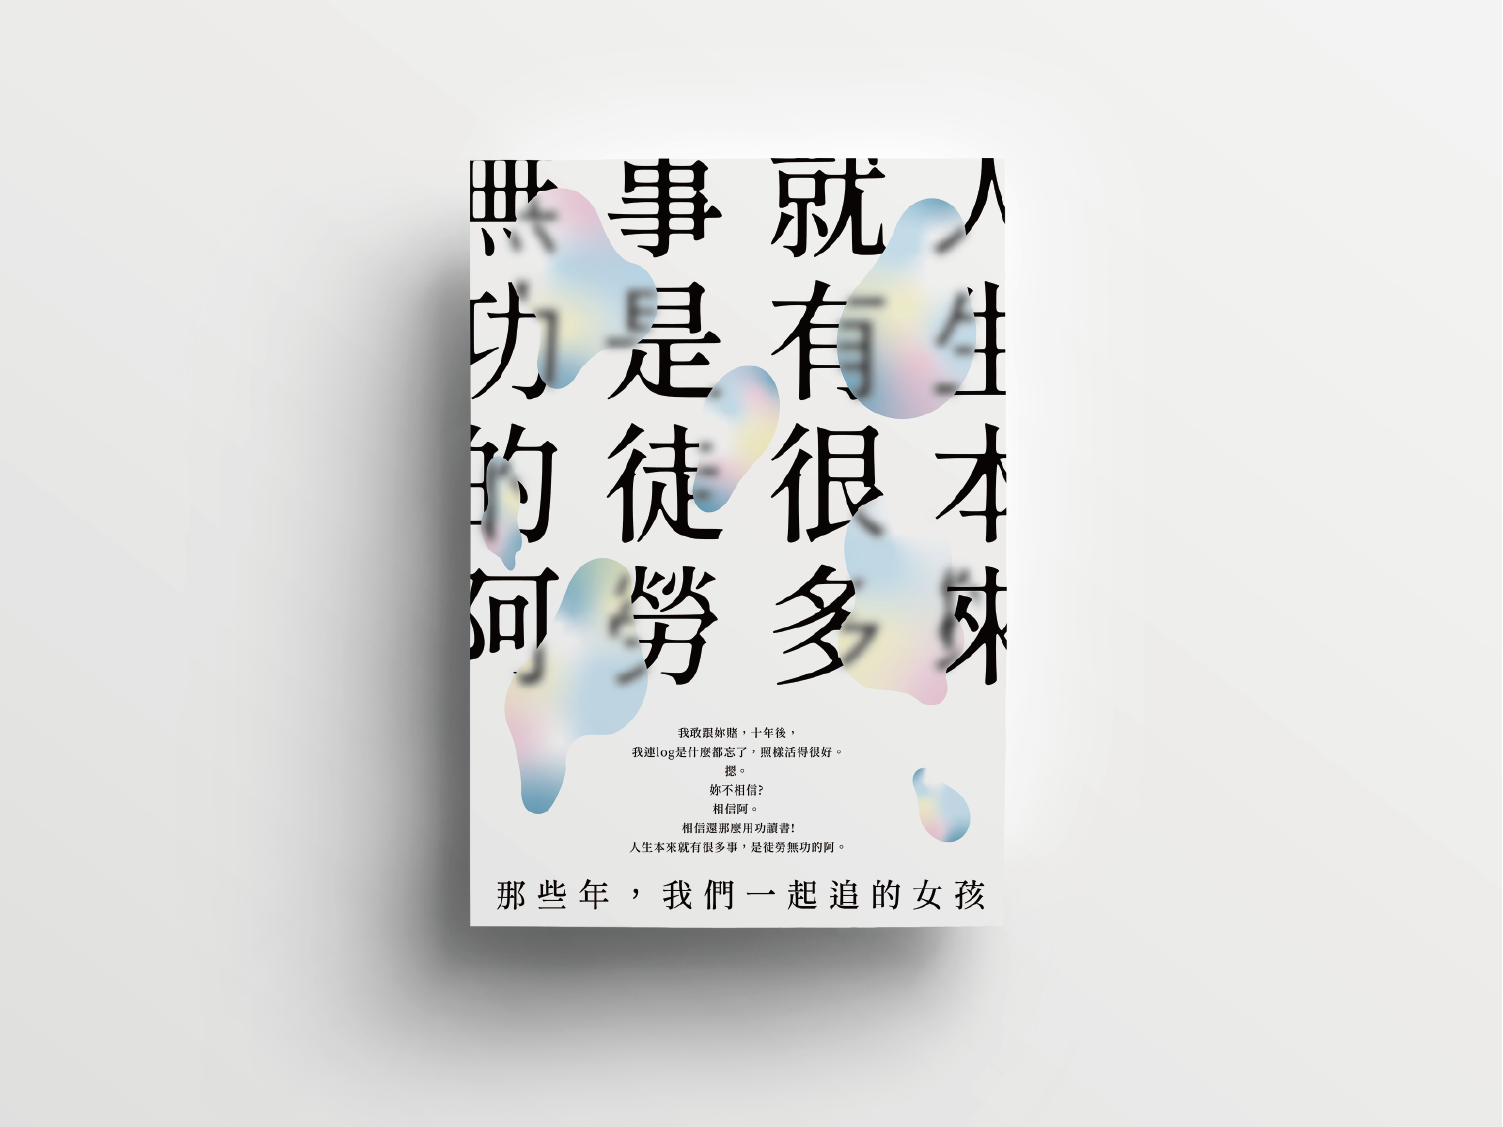 人生本來
就有很多
事是徒勞
無功的阿
我敢跟妳賭，十年後，
我連log是什麼都忘了，照樣活得很好。
摁。
妳不相信?
相信阿。
相信還那麼用功讀書!
人生本來就有很多事，是徒勞無功的阿。
那些年，我們一起追的女孩